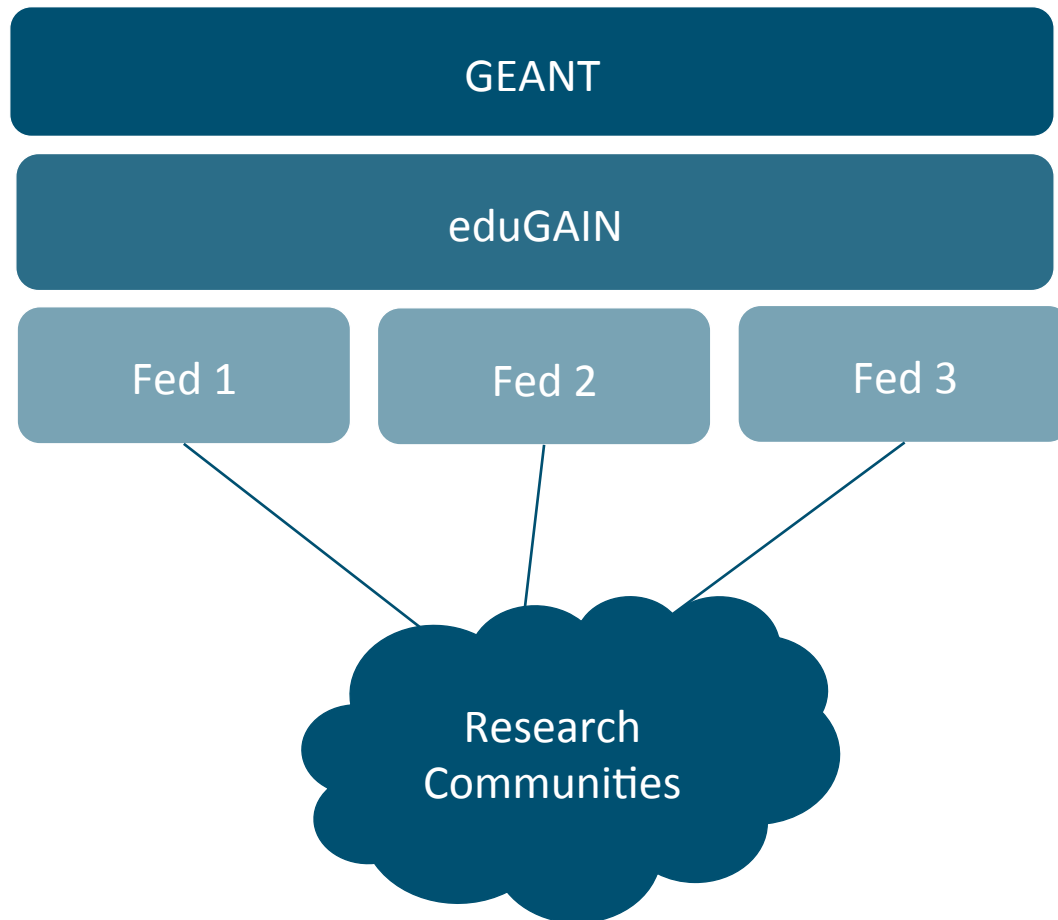 GEANT
eduGAIN
Fed 1
Fed 2
Fed 3
Research
Communities